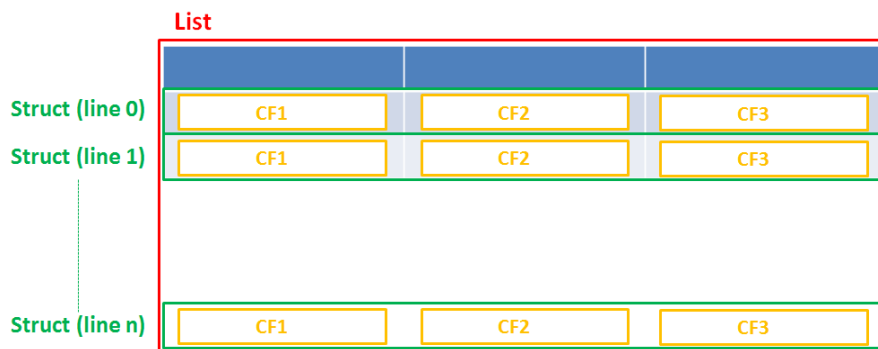 List
Struct (line 0) CF1 CF2 CF3
Struct (line 1) CF1 CF2 CF3
Struct (line n) CF1 CF2 CF3